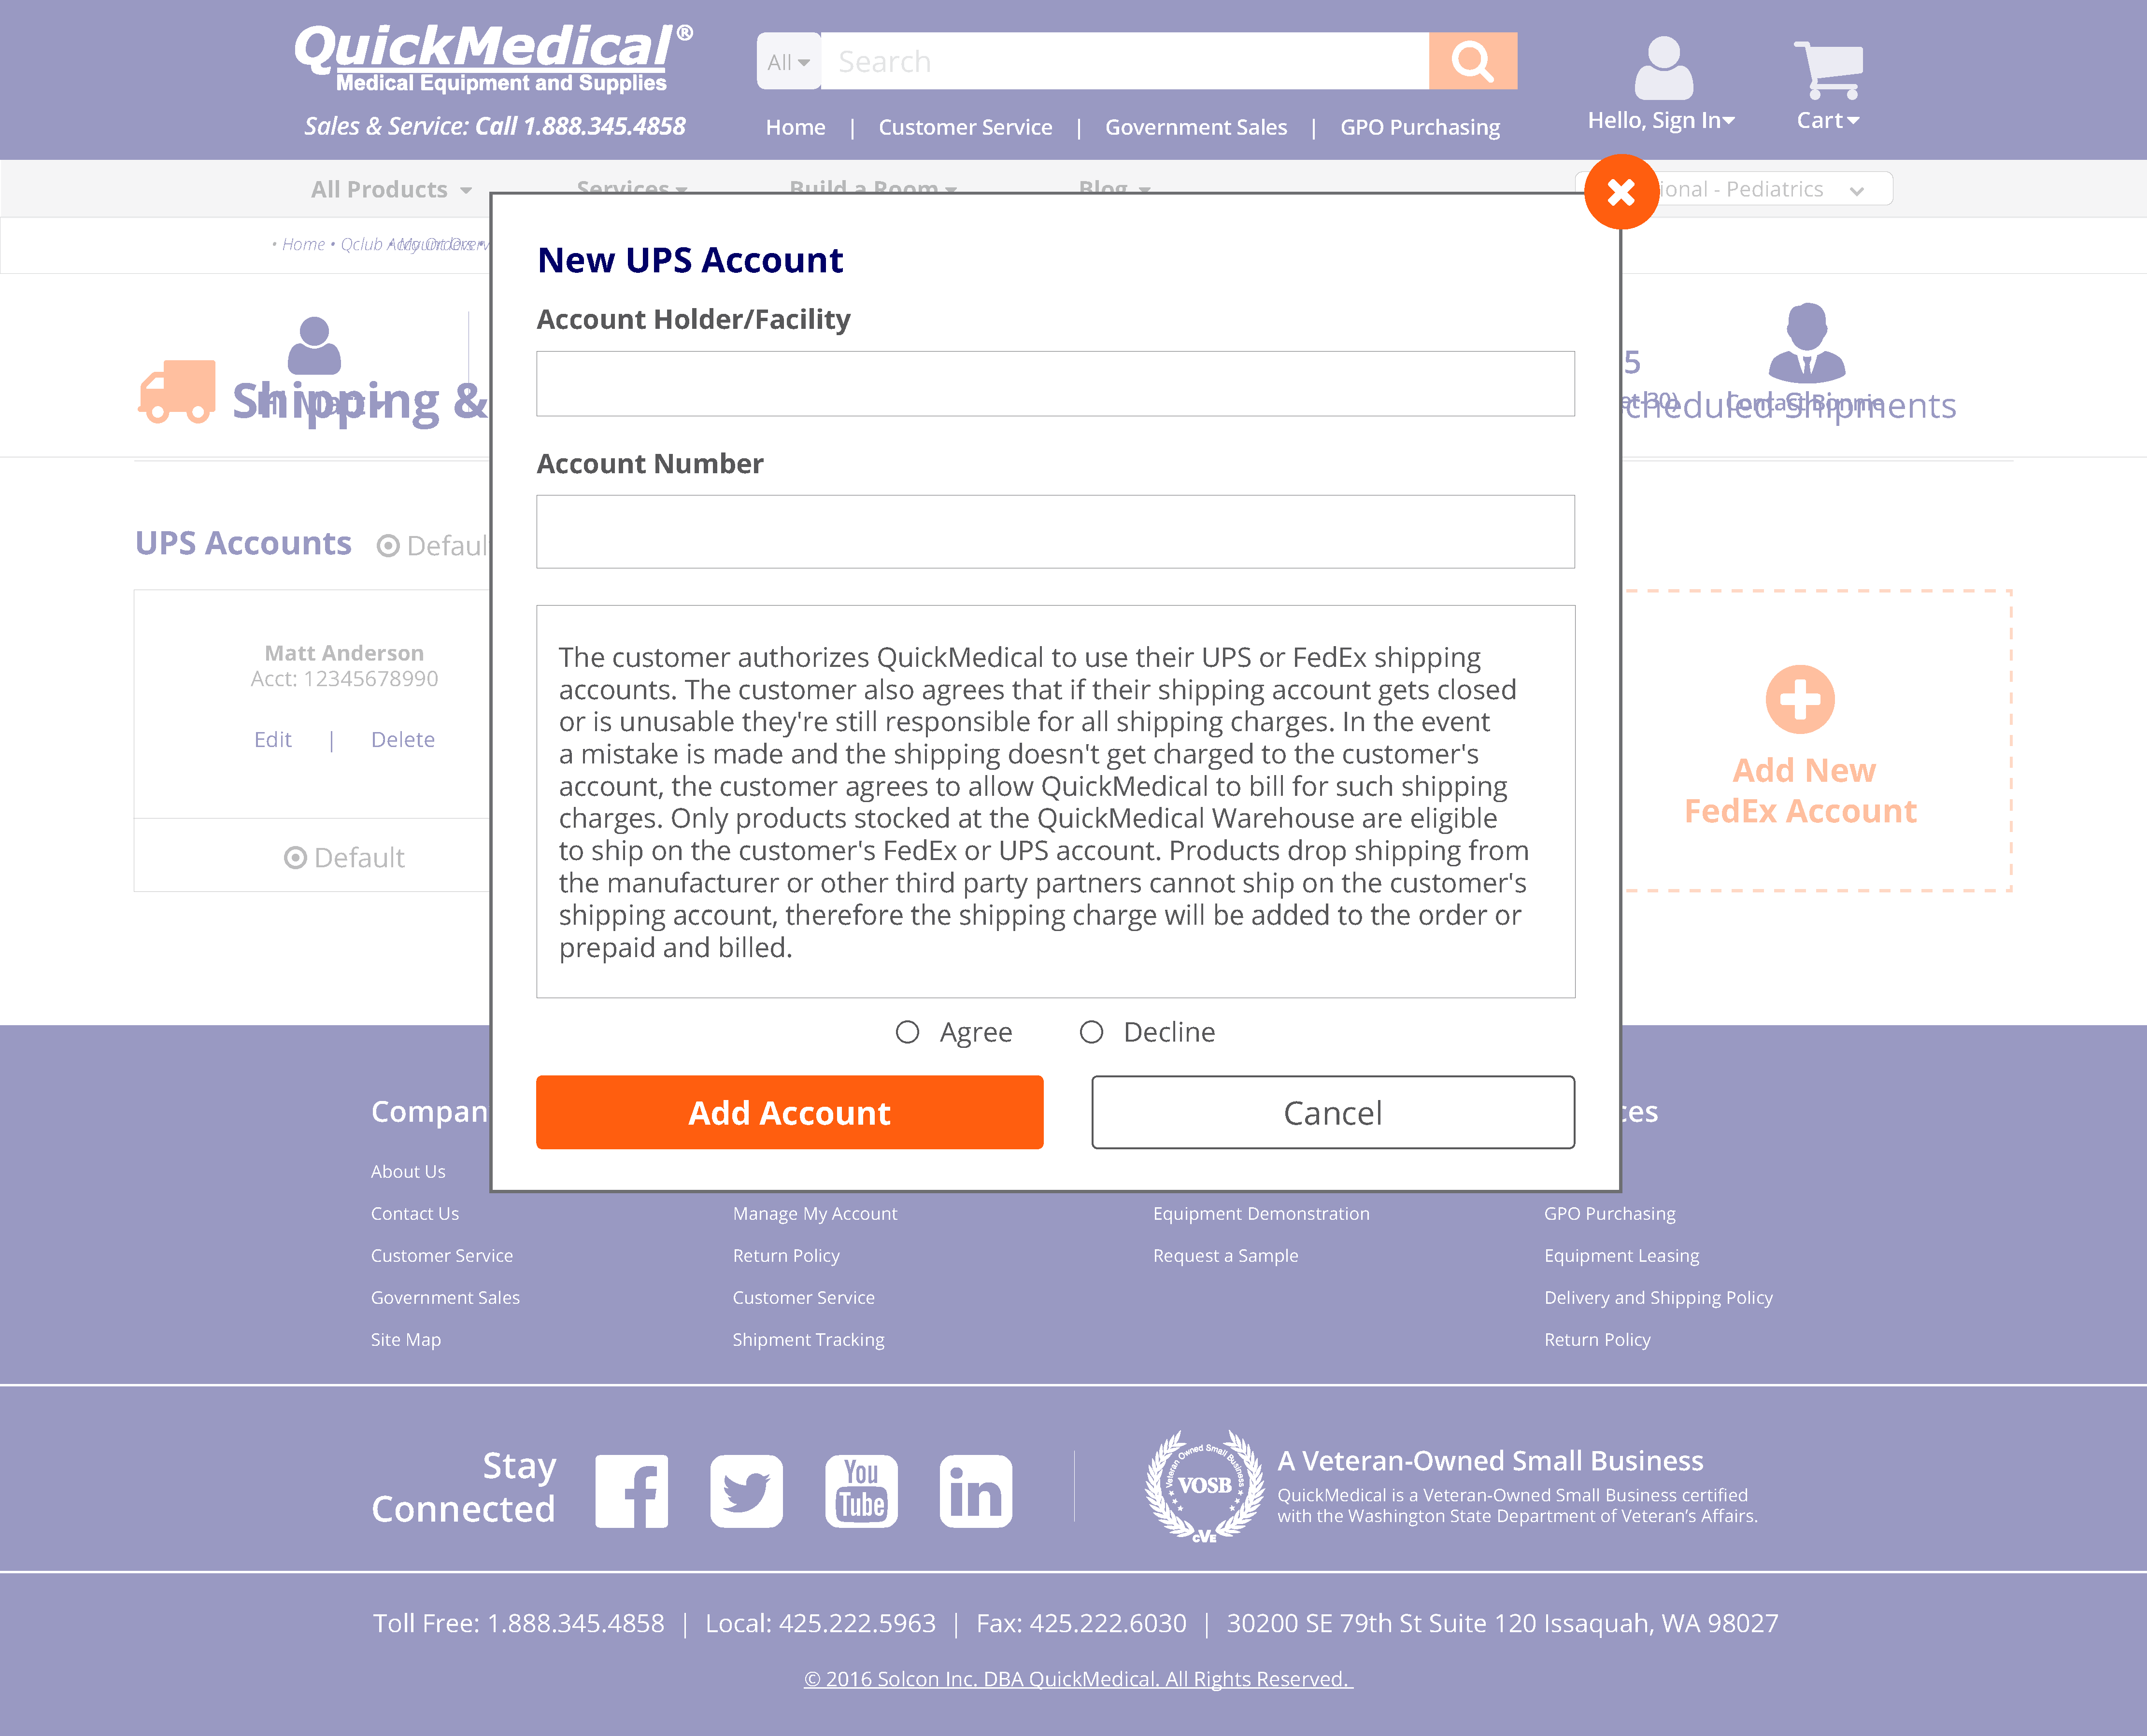 QuickMedical®
Medical Equipment and Supplies
Sales & Service: Call 1.888.345.4858
All
Search
Home | Customer Service | Government Sales | GPO Purchasing
Hello, Sign In
Cart
All Products
Services
Build a Room
Blog
ional - Pediatrics
• Home • Qclub
New UPS Account
Account Holder/Facility
5
Shipping &
cheduled Shipments
Contact Bonnie
Account Number
UPS Accounts
Defaul
Matt Anderson
Acct: 12345678990
Edit | Delete
Default
The customer authorizes QuickMedical to use their UPS or FedEx shipping
accounts. The customer also agrees that if their shipping account gets closed
or is unusable they're still responsible for all shipping charges. In the event
a mistake is made and the shipping doesn't get charged to the customer's
account, the customer agrees to allow QuickMedical to bill for such shipping
charges. Only products stocked at the QuickMedical Warehouse are eligible
to ship on the customer's FedEx or UPS account. Products drop shipping from
the manufacturer or other third party partners cannot ship on the customer's
shipping account, therefore the shipping charge will be added to the order or
prepaid and billed.
Add New
FedEx Account
Agree
Decline
Add Account
Cancel
Compan
ces
About Us
Contact Us
Customer Service
Government Sales
Site Map
Manage My Account
Return Policy
Customer Service
Shipment Tracking
Equipment Demonstration
Request a Sample
GPO Purchasing
Equipment Leasing
Delivery and Shipping Policy
Return Policy
Stay
Connected
You
Tube
in
Veteran Owned Small Business
VOSB
CVE
A Veteran-Owned Small Business
QuickMedical is a Veteran-Owned Small Business certified
with the Washington State Department of Veteran's Affairs.
Toll Free: 1.888.345.4858 | Local: 425.222.5963 | Fax: 425.222.6030 | 30200 SE 79th St Suite 120 Issaquah, WA 98027
© 2016 Solcon Inc. DBA QuickMedical. All Rights Reserved.